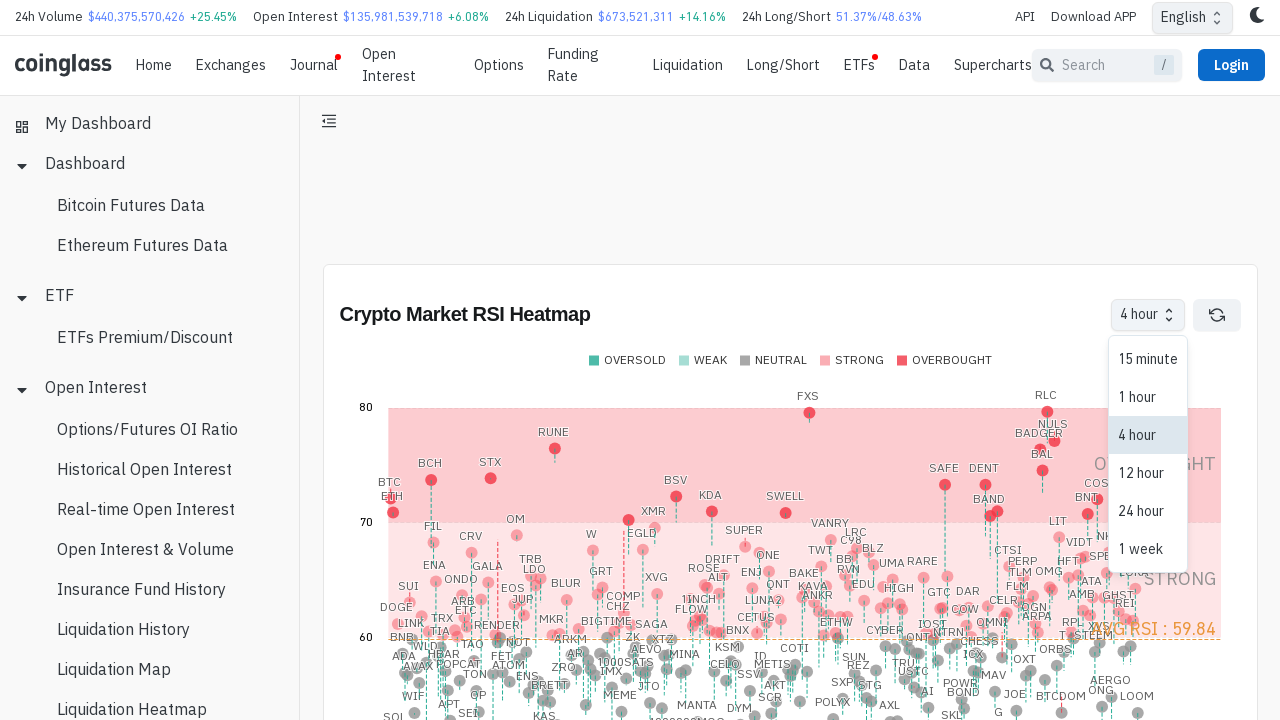 24h Volume $440,375,570,426 +25.45% Open Interest $135,981,539,718 +6.08% 24h Liquidation $673,521,311 +14.16% 24h Long/Short 51.37%/48.63% API Download APP English
coinglass Home Exchanges Journal Open Interest Options Funding Rate Liquidation Long/Short ETFs Data Supercharts Search / Login
My Dashboard
Dashboard
Bitcoin Futures Data
Ethereum Futures Data
ETF
ETFs Premium/Discount
Open Interest
Options/Futures OI Ratio
Historical Open Interest
Real-time Open Interest
Open Interest & Volume
Insurance Fund History
Liquidation History
Liquidation Map
Liquidation Heatmap
Crypto Market RSI Heatmap
4 hour
15 minute
1 hour
4 hour
12 hour
24 hour
1 week
OVERSOLD WEAK NEUTRAL STRONG OVERBOUGHT
80
70
60
FXS RLC
NULS
RUNE BADGER
BCH STX BAL
SAFE DENT
BTC BSV COS
ETH KDA SWELL BAND BNT
XMR
OM VANRY LIT
FIL CRV W EGLD SUPER LRC
C98 VIDT
TWT BLZ CTSI
ENA GALA TRB DRIFT ONE BB RARE PERP HFT SPE
ONDO LDO GRT ROSE ENJ BAKE RVN UMA TLM OMG
SUI EOS BLUR XVG ALT ONT KAVA EDU HIGH GTC DAR FLM ATA
DOGE ARB JUP COMP 1INCH LUNA2 ANKR CELR OGN AMB GHST STRONG
LINK TRX ETC MKR CHZ FLOW CETUS COW ARPA REI
BNB TIA RENDER BIGTIME SAGA BNX ETHW CYBER IOST NTRN OMNI RPL AVG RSI : 59.84
WLD NOT ARKM ZK XTZ KSM COTI QNT CHESS T STEEM
ADA HBAR FET AR AEVO MINA ID SUN ICX ORBS
AVAX POPCAT ATOM ZRO 1000SATS CELO METIS REZ TRU OXT
TON ENS IMX SSV USTC MAV
BRETT JTO AKT SXP STG POWR AERGO
WIF OP MEME SCR AI BOND JOE BTCDOM ONG LOOM
APT MANTA DYM POLYX AXL
SOL SEI KAS SKL G